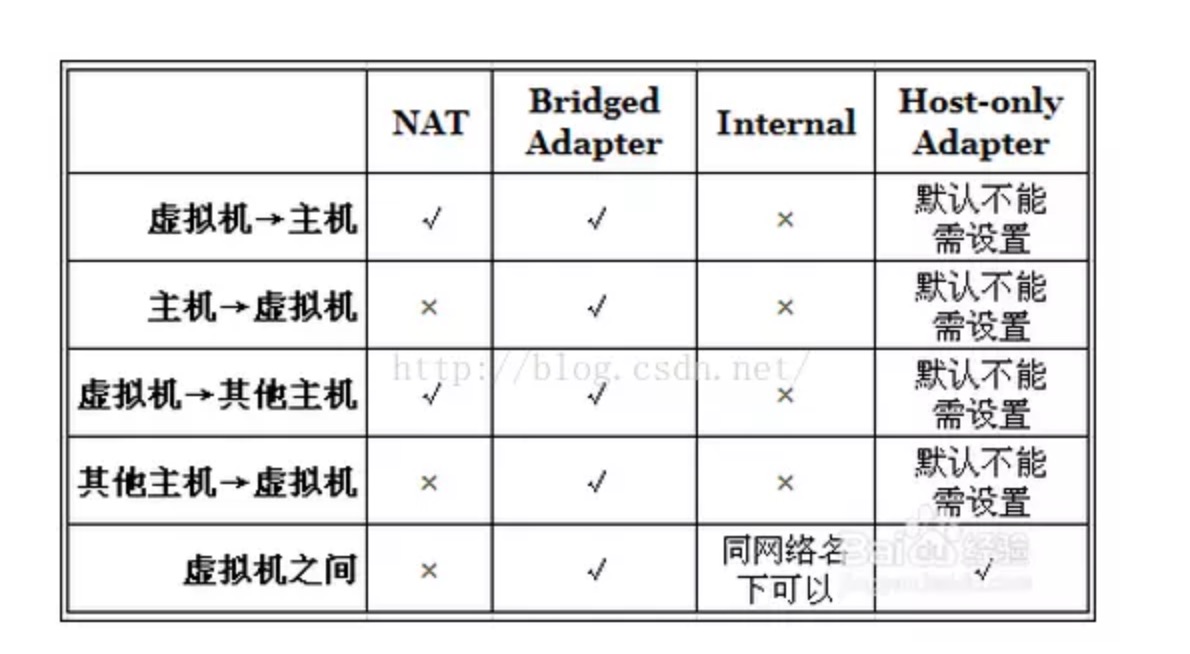 NAT
Bridged
Adapter
Internal
Host-only
Adapter
虚拟机→主机
√
√
×
默认不能
需设置
主机→虚拟机
×
√
×
默认不能
需设置
http://blog.csdn.net/
虚拟机→其他主机
√
√
×
默认不能
需设置
其他主机→虚拟机
×
√
×
默认不能
需设置
虚拟机之间
×
√
同网络名
下可以
√
Baidu经验
jingyan.baidu.com